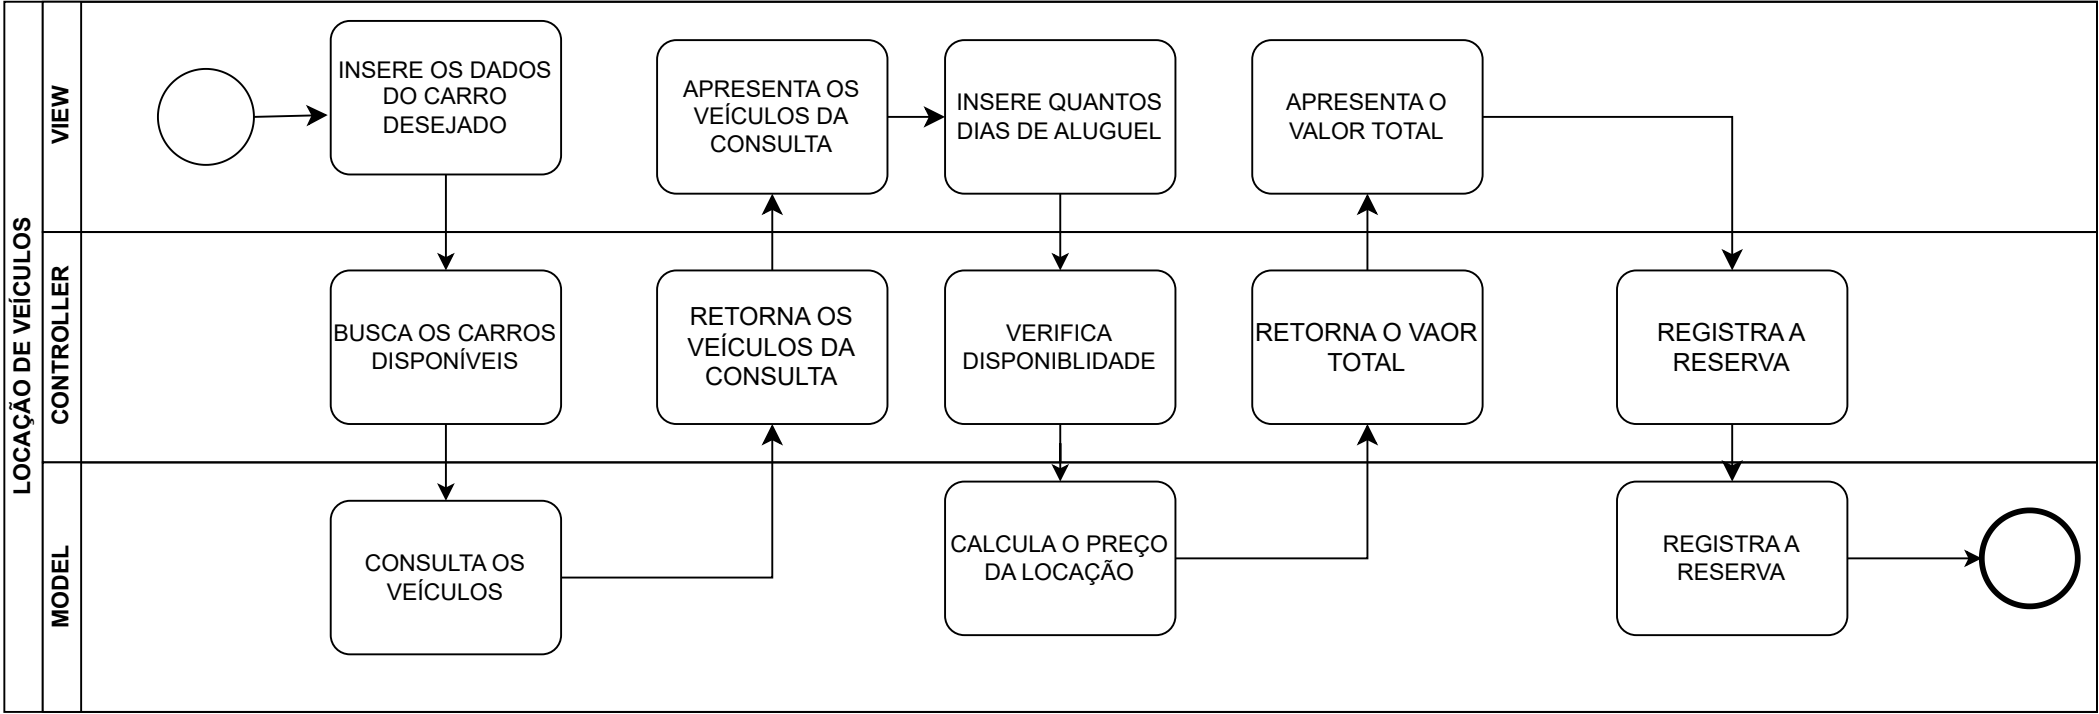 LOCAÇÃO DE VEÍCULOS
VIEW
INSERE OS DADOS
DO CARRO
DESEJADO
APRESENTA OS
VEÍCULOS DA
CONSULTA
INSERE QUANTOS
DIAS DE ALUGUEL
APRESENTA O
VALOR TOTAL
CONTROLLER
BUSCA OS CARROS
DISPONÍVEIS
RETORNA OS
VEÍCULOS DA
CONSULTA
VERIFICA
DISPONIBLIDADE
RETORNA O VAOR
TOTAL
REGISTRA A
RESERVA
MODEL
CONSULTA OS
VEÍCULOS
CALCULA O PREÇO
DA LOCAÇÃO
REGISTRA A
RESERVA